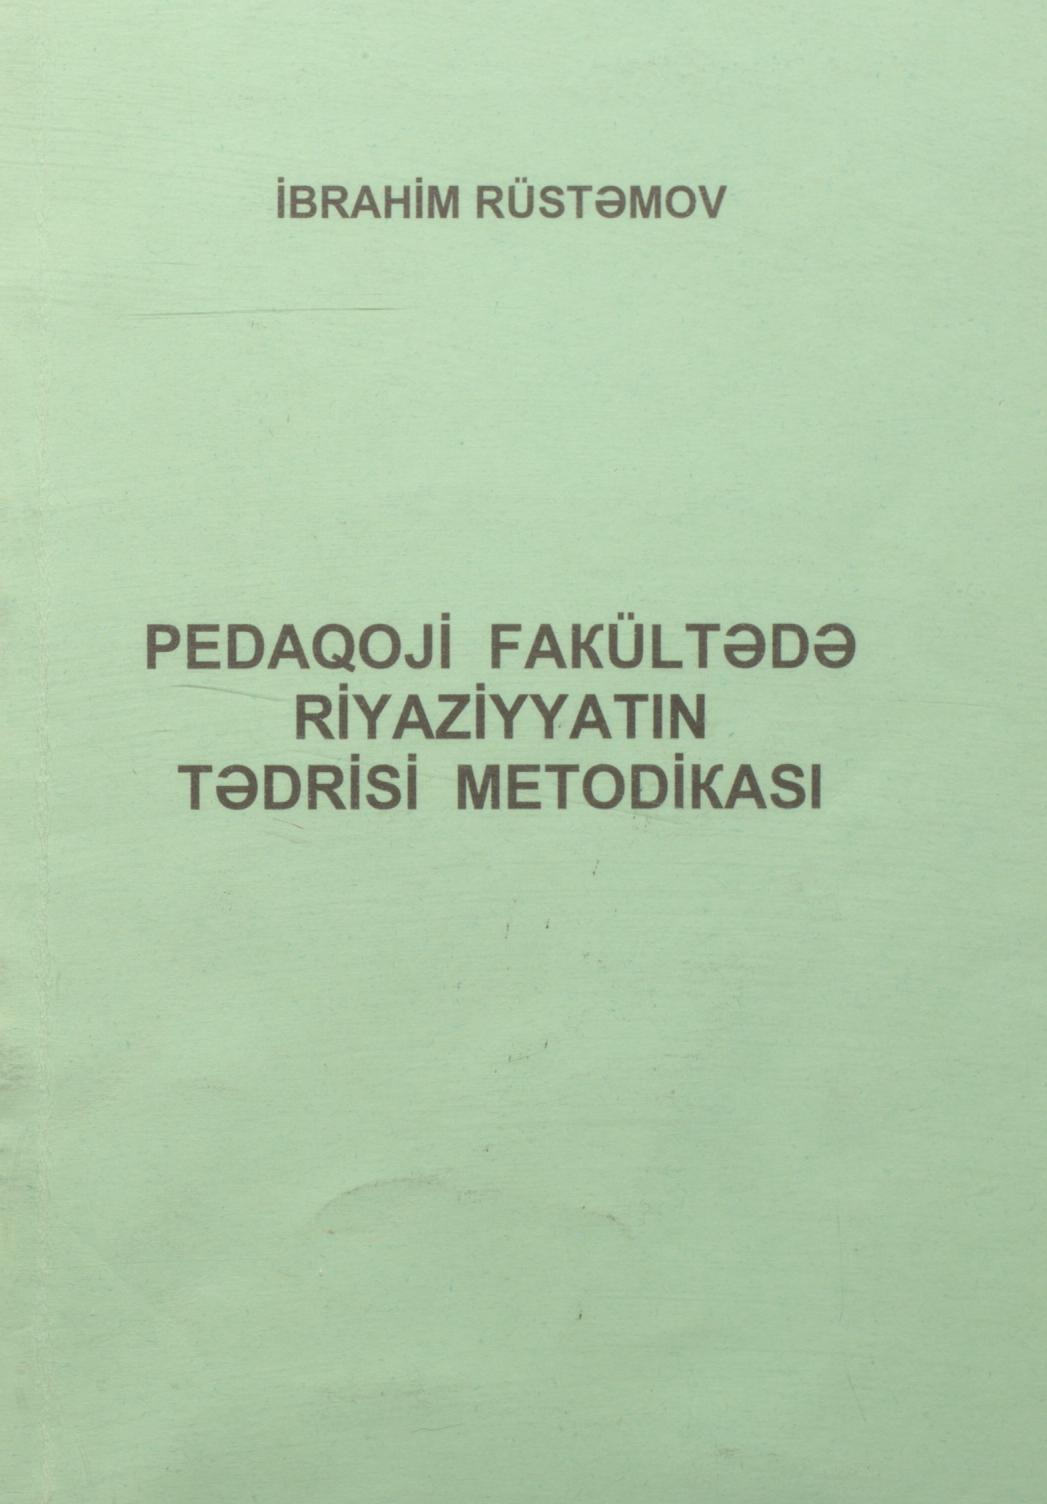 İBRAHİM RÜSTƏMOV
PEDAQOJİ FAKÜLTƏDƏ
RİYAZİYYATIN
TƏDRİSİ METODİKASI